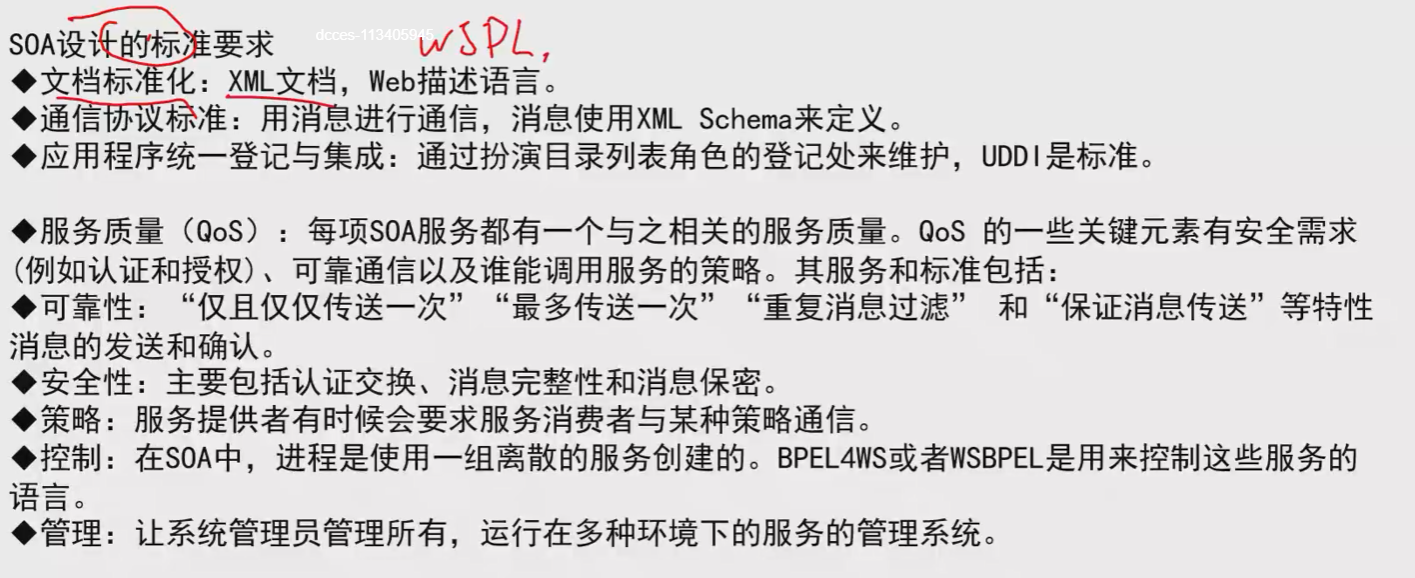 SOA设计的标准要求
dcces-113405945
WSPL,
◆文档标准化：XML文档，Web描述语言。
◆通信协议标准：用消息进行通信，消息使用XML Schema来定义。
◆应用程序统一登记与集成：通过扮演目录列表角色的登记处来维护，UDDI是标准。
◆服务质量（QoS）：每项SOA服务都有一个与之相关的服务质量。QoS 的一些关键元素有安全需求
(例如认证和授权)、可靠通信以及谁能调用服务的策略。其服务和标准包括：
◆可靠性：“仅且仅仅传送一次”“最多传送一次”“重复消息过滤” 和“保证消息传送”等特性
消息的发送和确认。
◆安全性：主要包括认证交换、消息完整性和消息保密。
◆策略：服务提供者有时候会要求服务消费者与某种策略通信。
◆控制：在SOA中，进程是使用一组离散的服务创建的。BPEL4WS或者WSBPEL是用来控制这些服务的
语言。
◆管理：让系统管理员管理所有，运行在多种环境下的服务的管理系统。